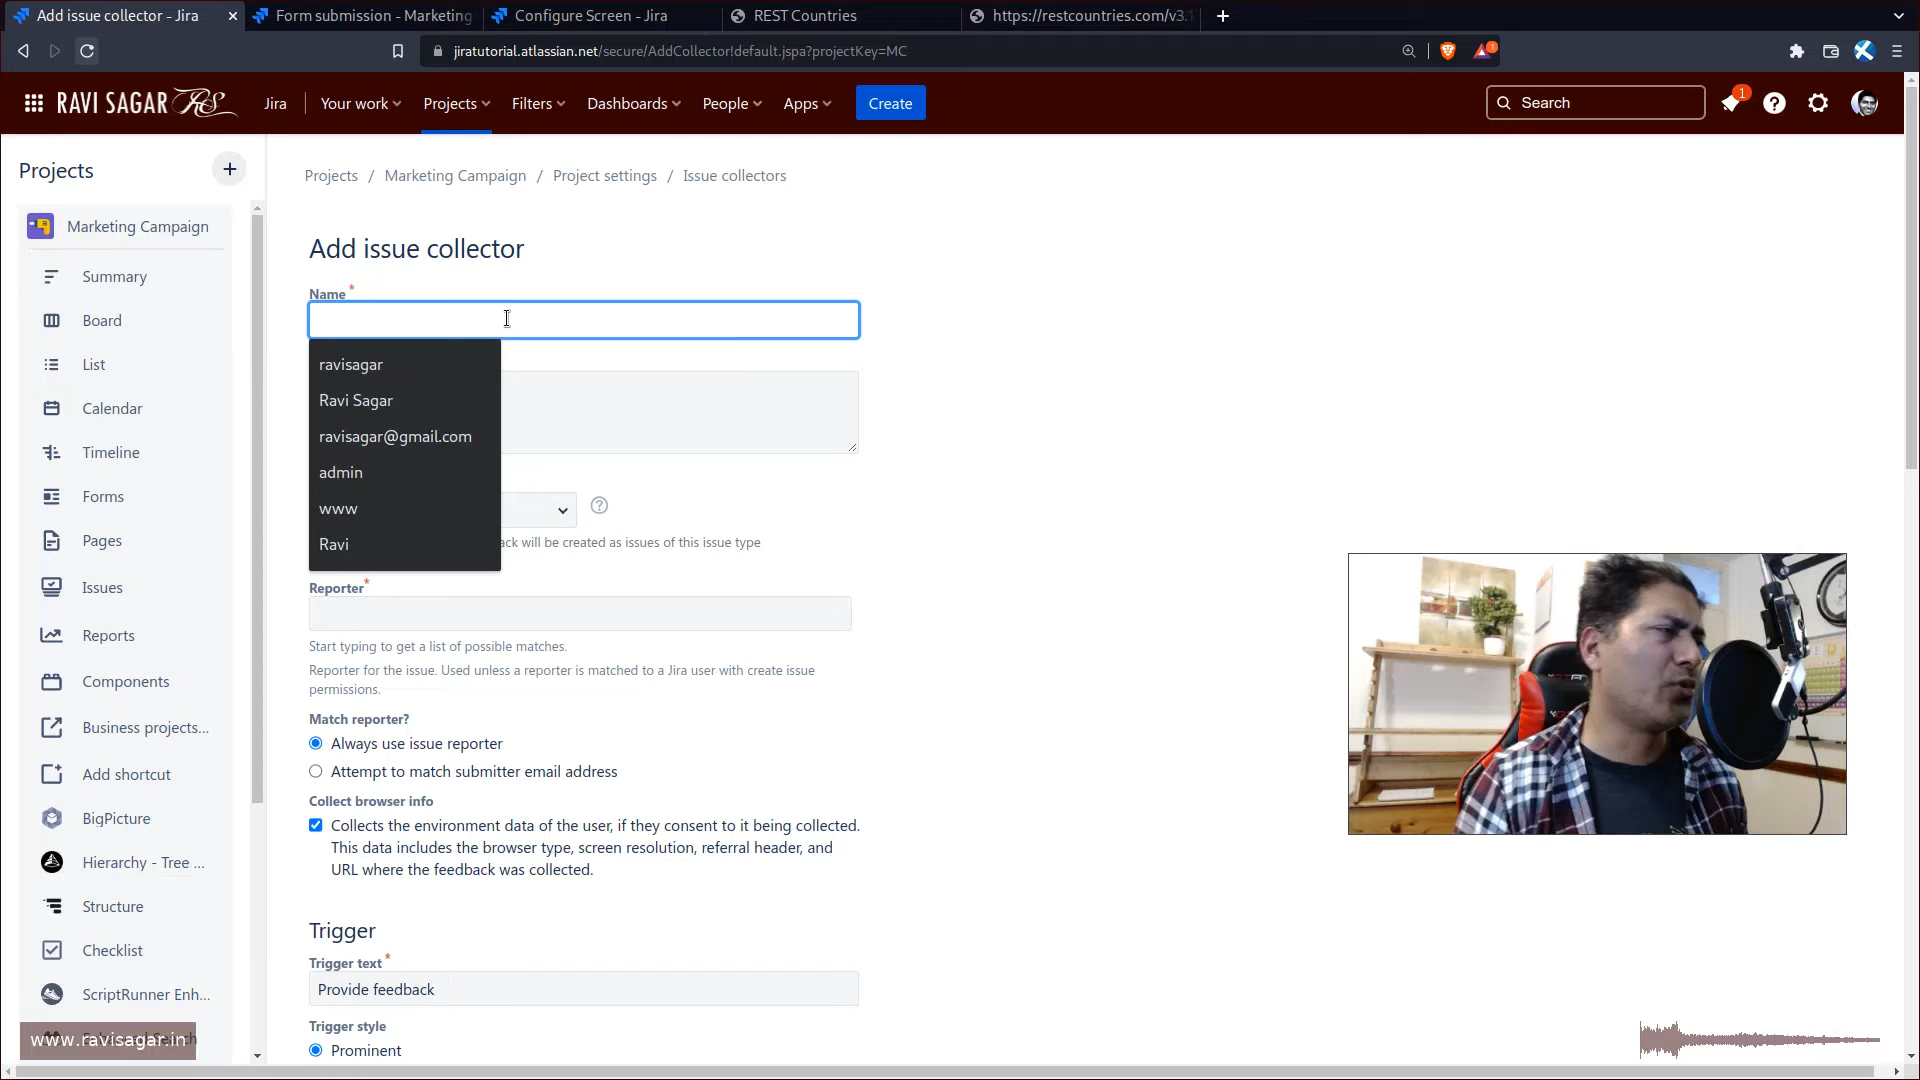 Add issue collector - Jira
Form submission - Marketing
Configure Screen - Jira
REST Countries
https://restcountries.com/v3.1
jiratutorial.atlassian.net/secure/AddCollector!default.jspa?projectKey=MC
RAVI SAGAR RS
Jira
Your work
Projects
Filters
Dashboards
People
Apps
Create
Search
1
Projects
Marketing Campaign
Summary
Board
List
Calendar
Timeline
Forms
Pages
Issues
Reports
Components
Business projects...
Add shortcut
BigPicture
Hierarchy - Tree ...
Structure
Checklist
ScriptRunner Enh...
www.ravisagar.in
Projects / Marketing Campaign / Project settings / Issue collectors
Add issue collector
Name *
ravisagar
Ravi Sagar
ravisagar@gmail.com
admin
www
Ravi
ack will be created as issues of this issue type
Reporter*
Start typing to get a list of possible matches.
Reporter for the issue. Used unless a reporter is matched to a Jira user with create issue
permissions.
Match reporter?
Always use issue reporter
Attempt to match submitter email address
Collect browser info
Collects the environment data of the user, if they consent to it being collected.
This data includes the browser type, screen resolution, referral header, and
URL where the feedback was collected.
Trigger
Trigger text *
Provide feedback
Trigger style
Prominent